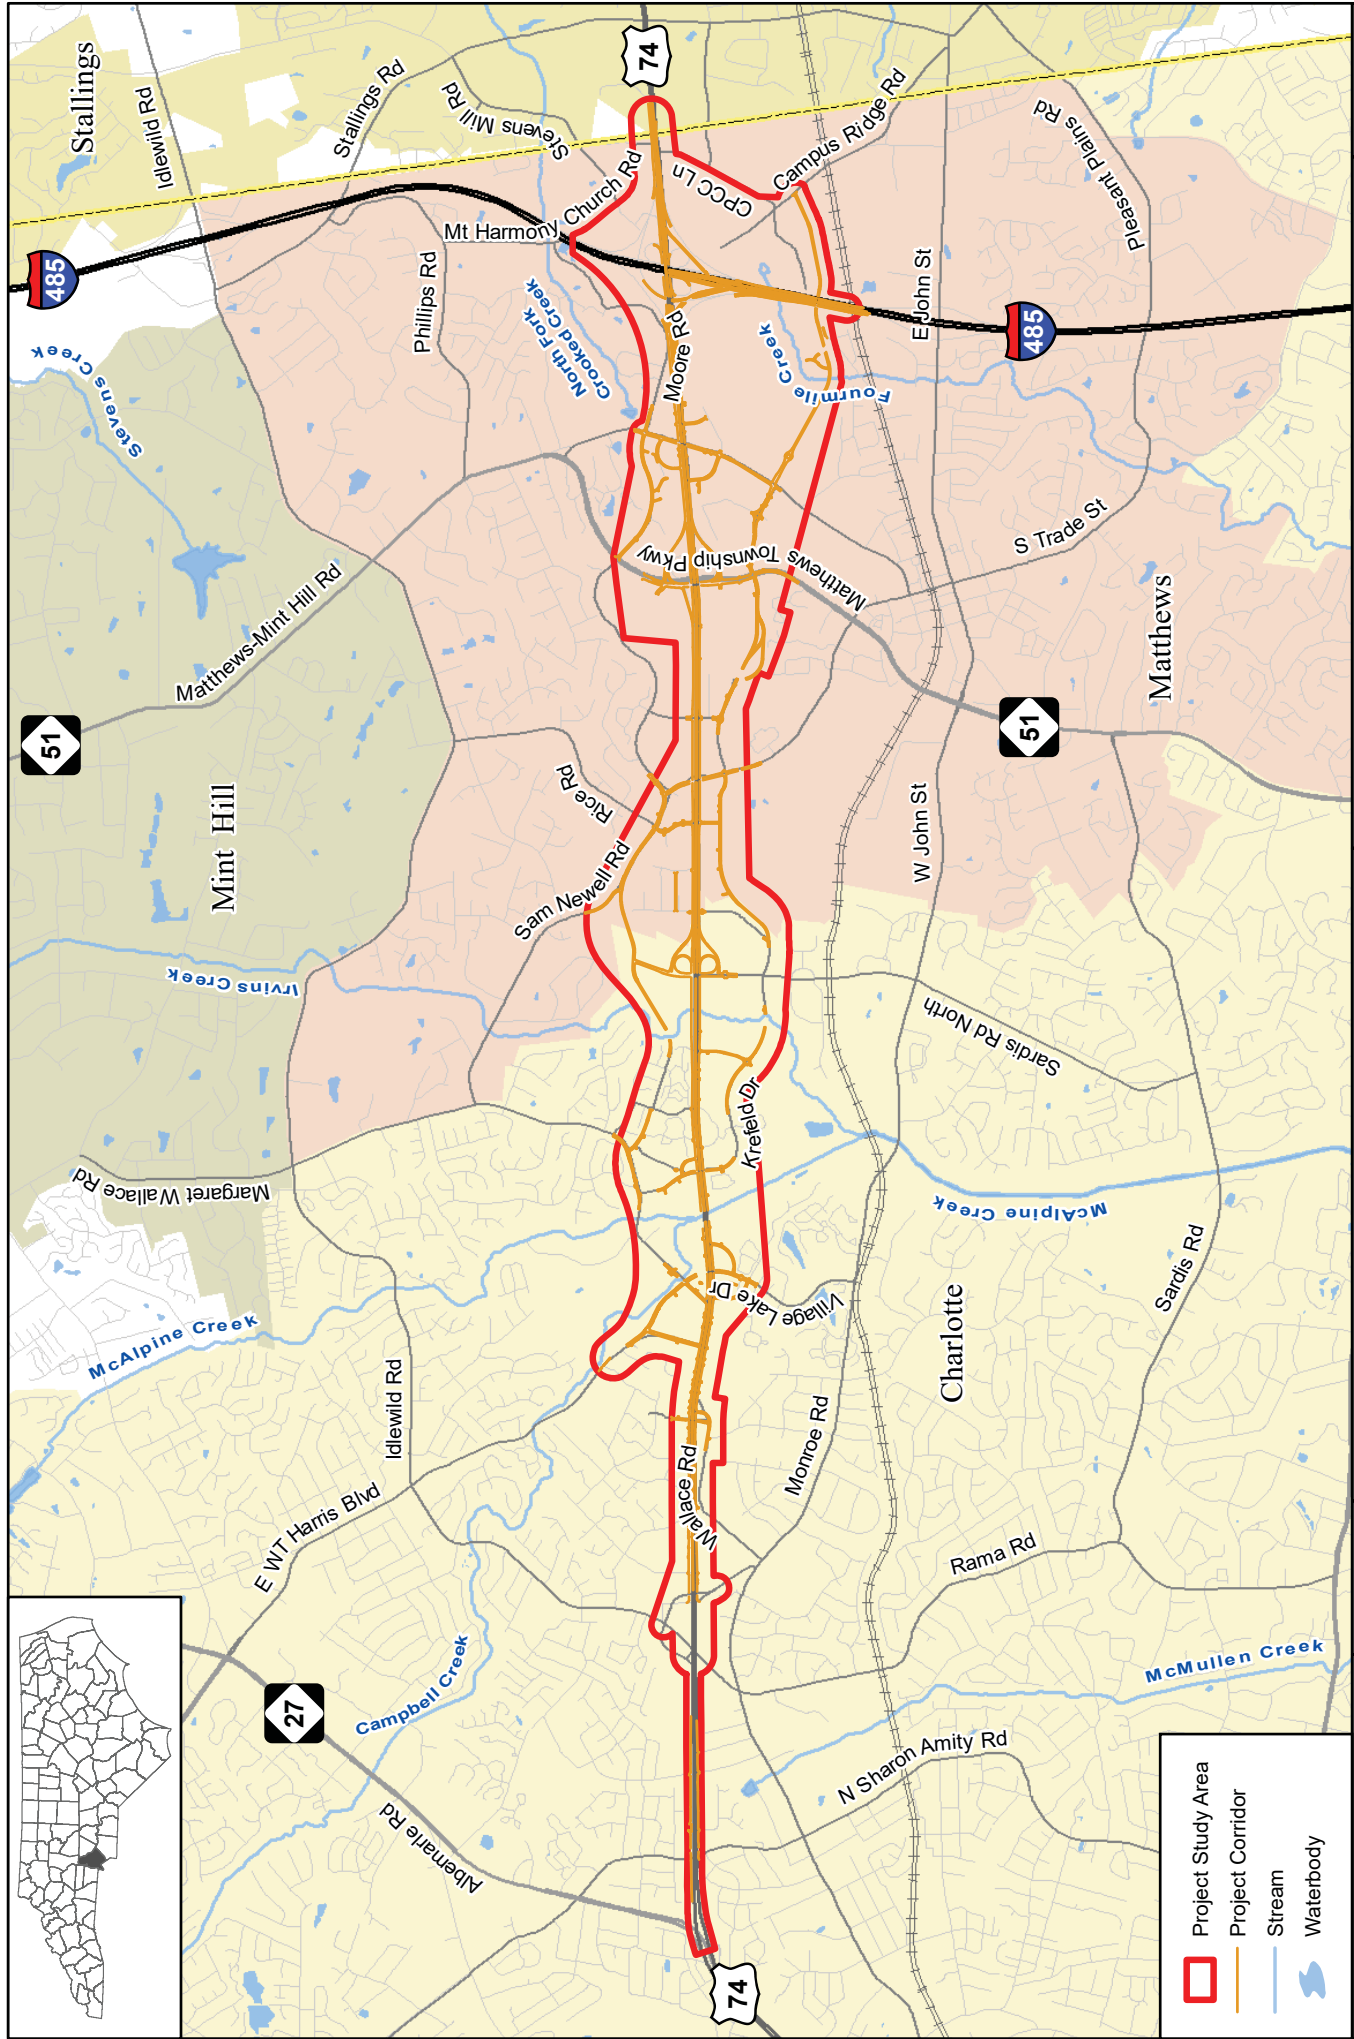 Stallings
Idlewild Rd
Stallings Rd
Stevens Mill Rd
74
Campus Ridge Rd
Pleasant Plains
Rd
485
Mt Harmony Church Rd
CPCC Ln
Phillips Rd
North Fork
Crooked Creek
Moore Rd
Fourmile Creek
E John St
485
Stevens Creek
Matthews-Mint Hill Rd
Matthews Township Pkwy
S Trade St
Matthews
51
51
Mint Hill
Rice Rd
Sam Newell Rd
W John St
Irvins Creek
Sardis Rd North
Krefeld Dr
Margaret Wallace Rd
McAlpine Creek
McAlpine Creek
Village Lake Dr
Sardis Rd
Charlotte
Idlewild Rd
Monroe Rd
Wallace Rd
E WT Harris Blvd
Rama Rd
Campbell Creek
McMullen Creek
27
N Sharon Amity Rd
Albemarle Rd
74
Project Study Area
Project Corridor
Stream
Waterbody